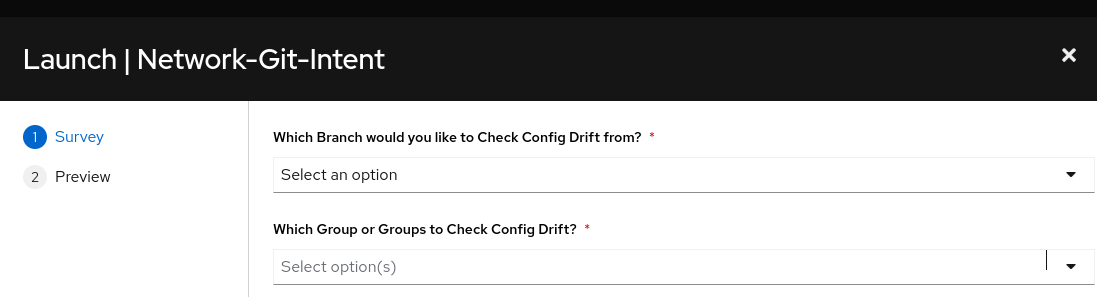 Launch | Network-Git-Intent
1 Survey
2 Preview
Which Branch would you like to Check Config Drift from? *
Select an option
Which Group or Groups to Check Config Drift? *
Select option(s)